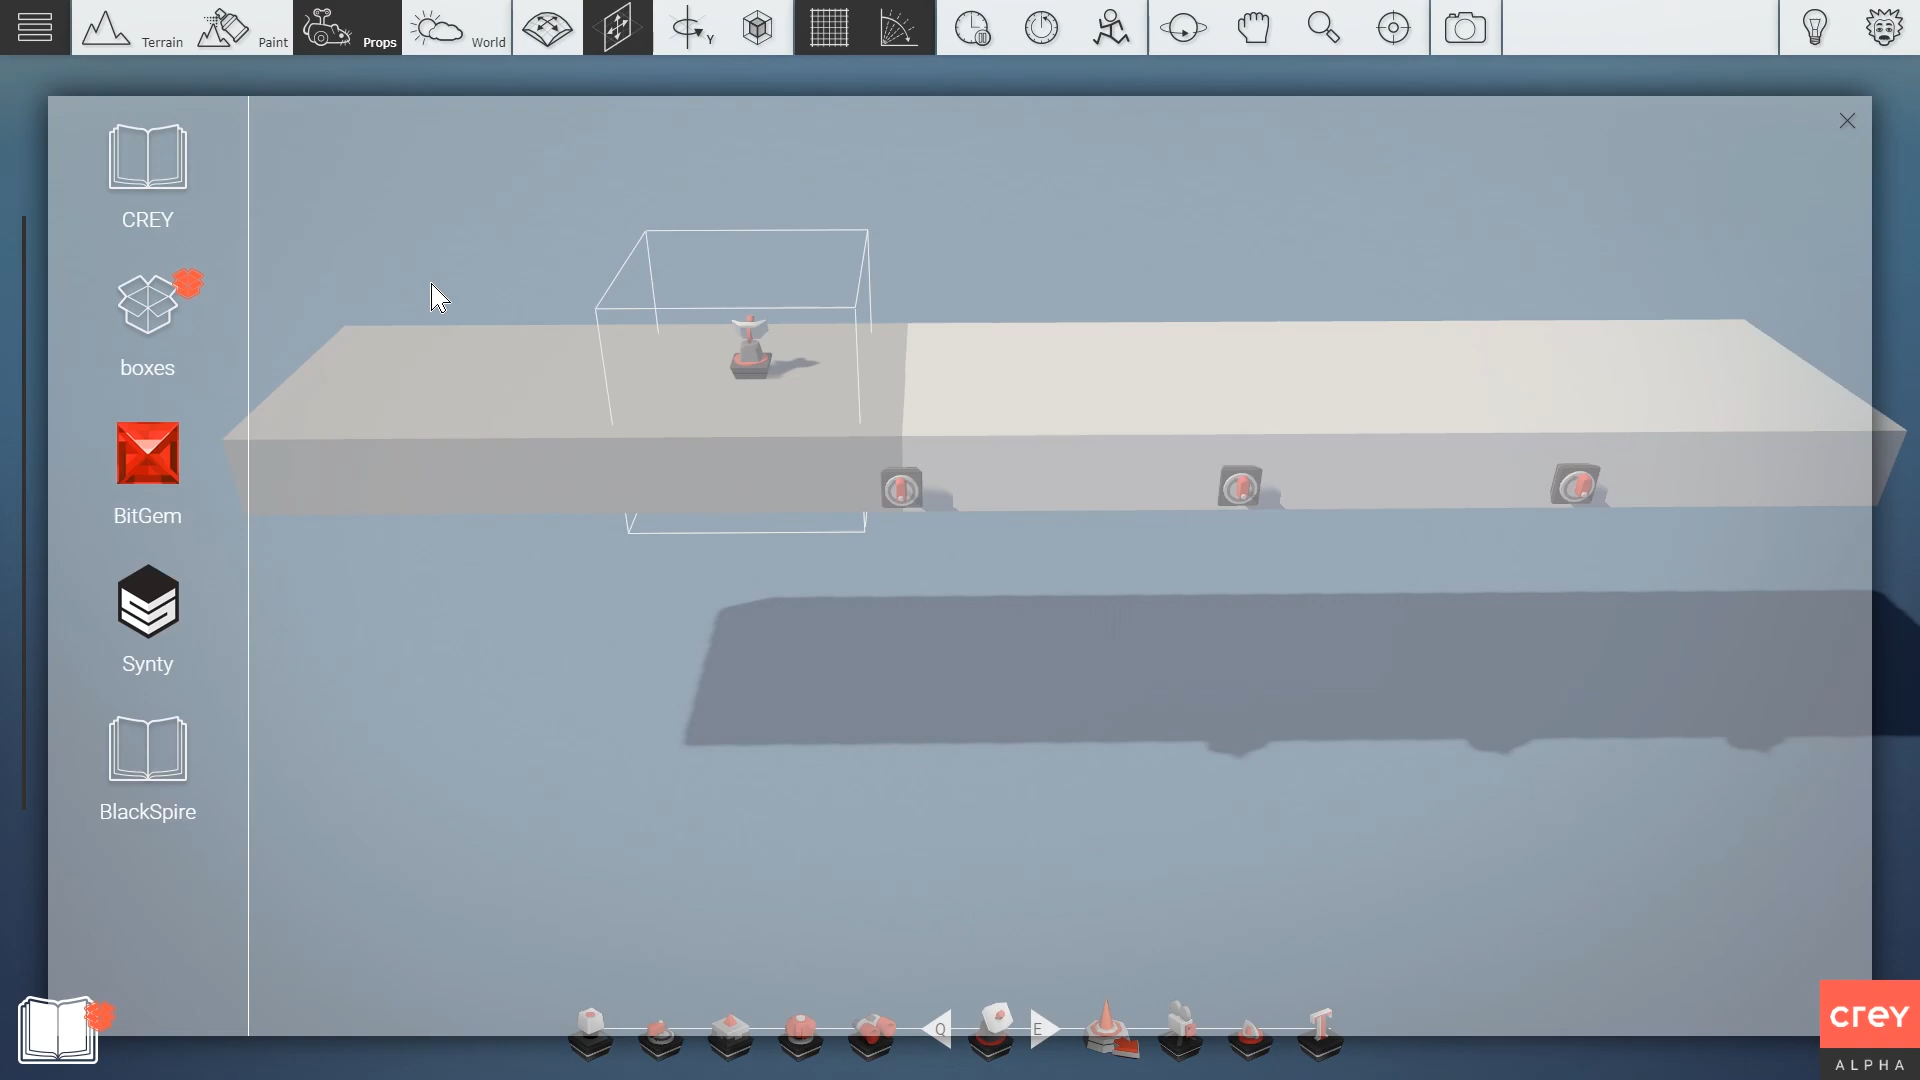 Terrain
Paint
Props
World
Y
CREY
boxes
BitGem
Synty
BlackSpire
Q
E
T
crey
ALPHA